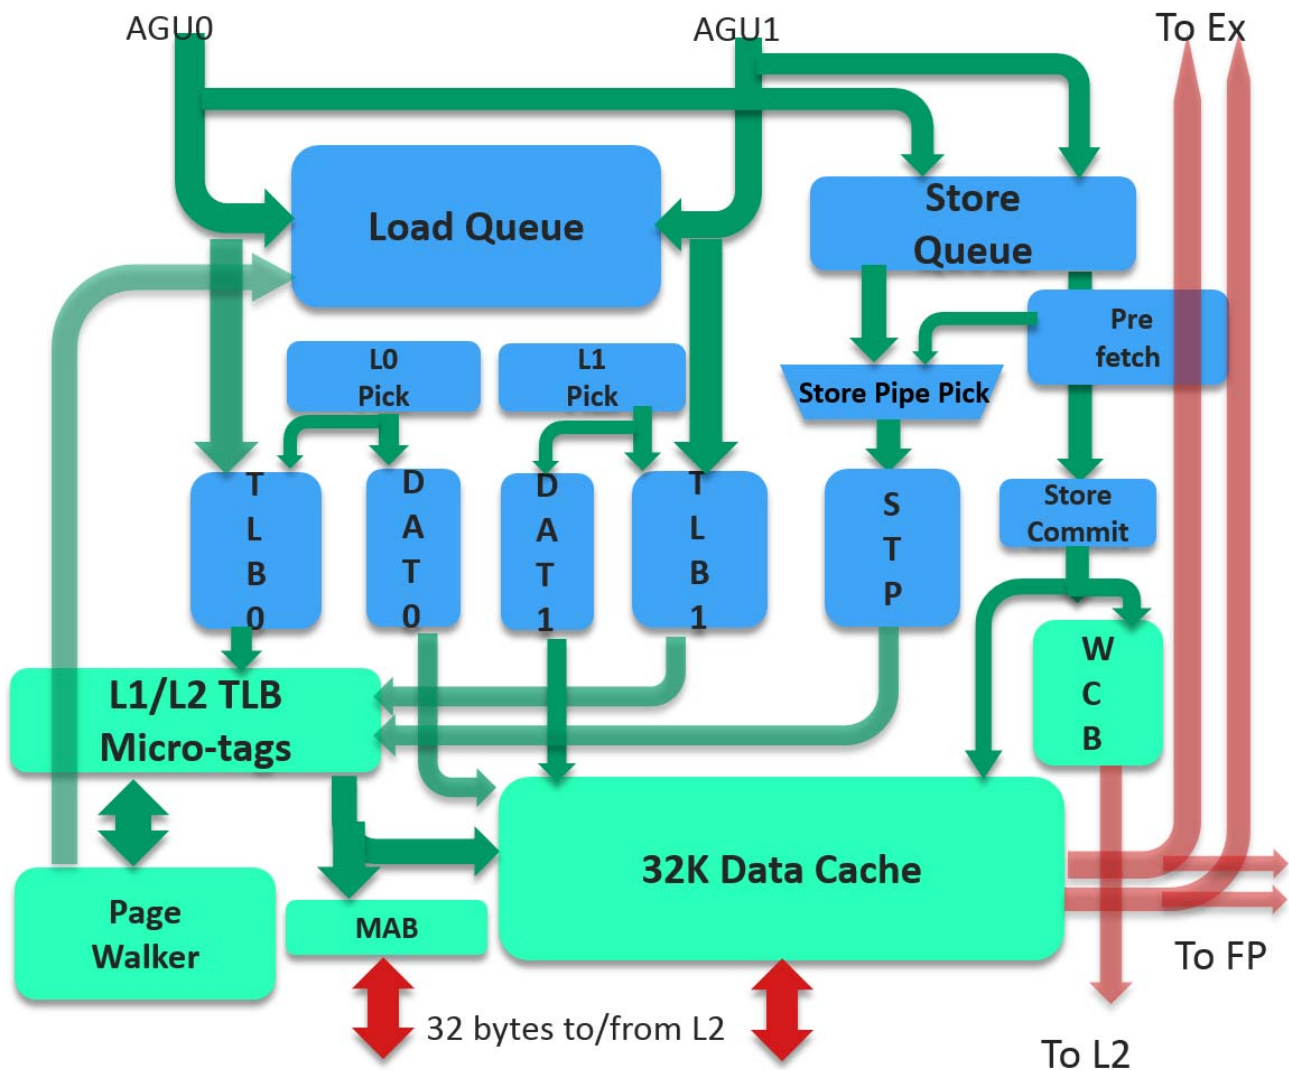 AGU0
AGU1
To Ex
Load Queue
Store
Queue
Pre
fetch
L0
Pick
L1
Pick
Store Pipe Pick
T
L
B
0
D
A
T
0
D
A
T
1
T
L
B
1
S
T
P
Store
Commit
W
C
B
L1/L2 TLB
Micro-tags
32K Data Cache
Page
Walker
MAB
To FP
32 bytes to/from L2
To L2